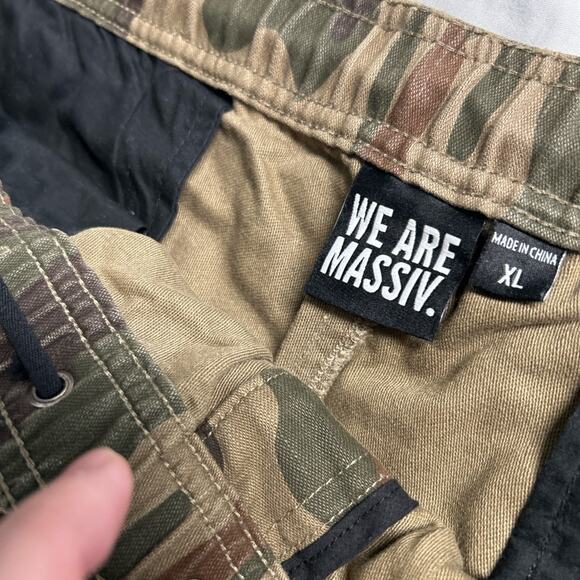 WE ARE
MASSIV.
MADE IN CHINA
XL